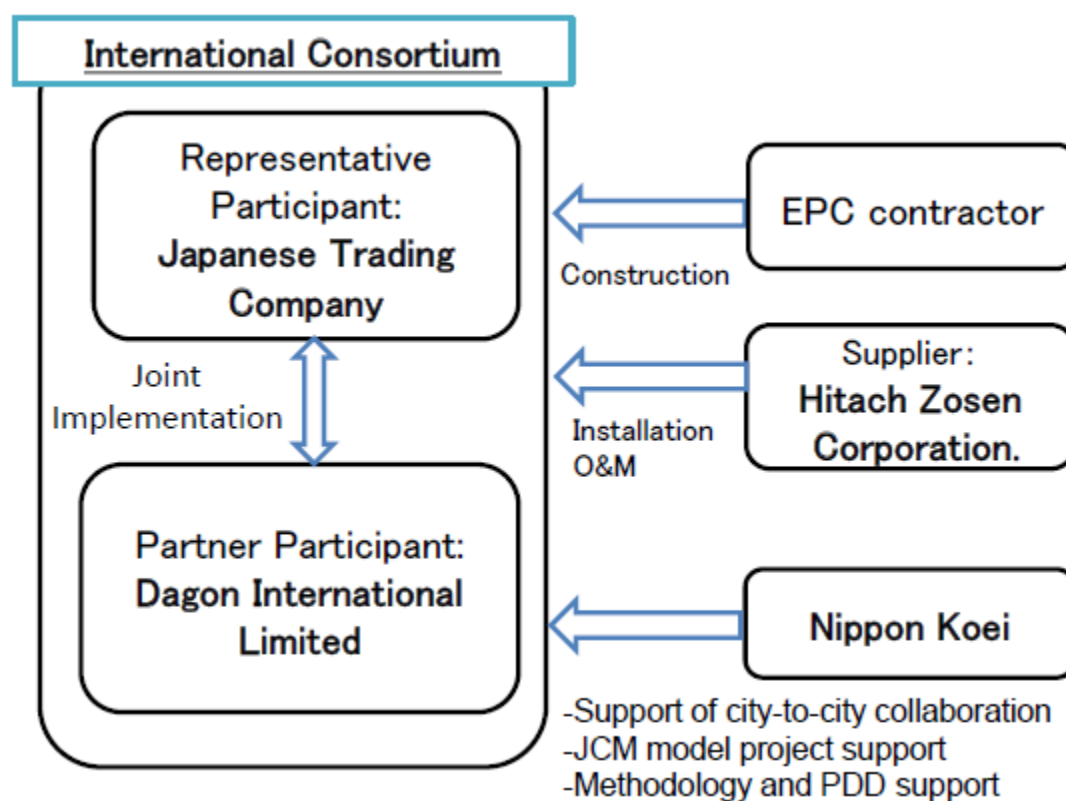 International Consortium
Representative
Participant:
Japanese Trading
Company
Joint
Implementation
Partner Participant:
Dagon International
Limited
EPC contractor
Construction
Supplier:
Hitach Zosen
Corporation.
Installation
O&M
Nippon Koei
-Support of city-to-city collaboration
-JCM model project support
-Methodology and PDD support